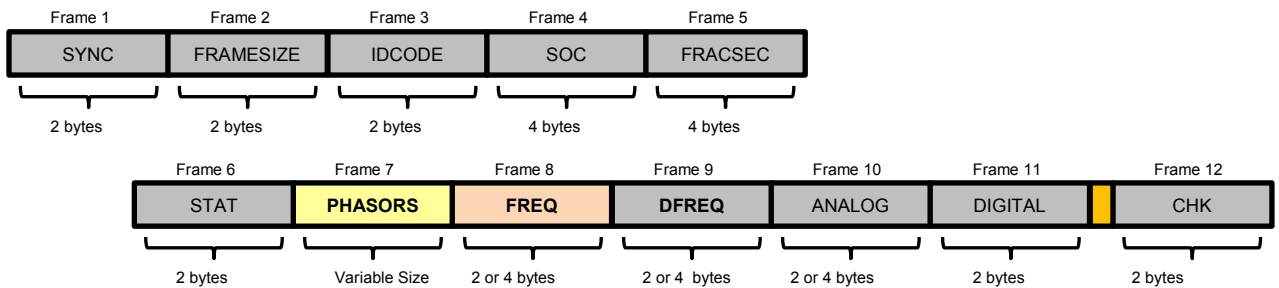 Frame 1 Frame 2 Frame 3 Frame 4 Frame 5
SYNC FRAMESIZE IDCODE SOC FRACSEC
2 bytes 2 bytes 2 bytes 4 bytes 4 bytes
Frame 6 Frame 7 Frame 8 Frame 9 Frame 10 Frame 11 Frame 12
STAT PHASORS FREQ DFREQ ANALOG DIGITAL CHK
2 bytes Variable Size 2 or 4 bytes 2 or 4 bytes 2 or 4 bytes 2 bytes 2 bytes